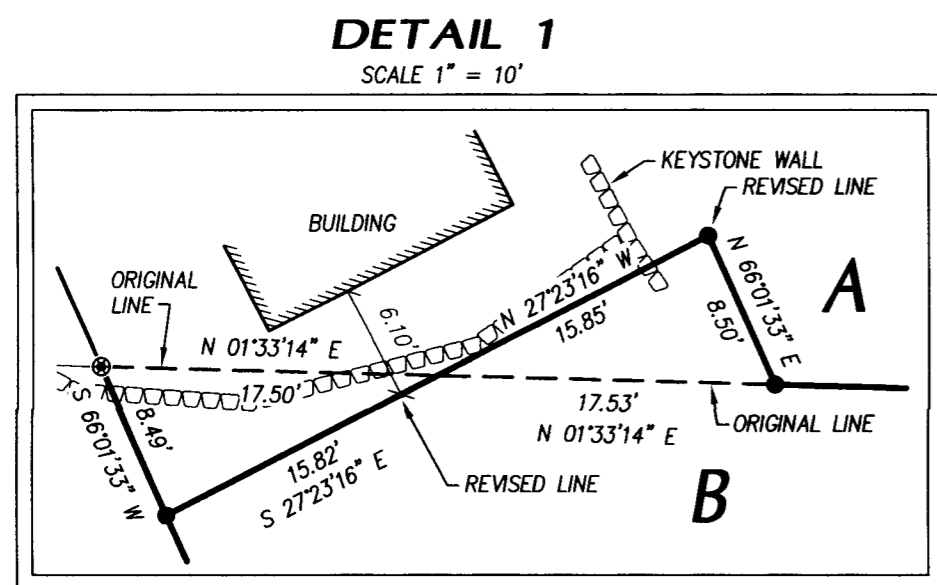 DETAIL 1
SCALE 1" = 10'
KEYSTONE WALL
REVISED LINE
BUILDING
ORIGINAL
LINE
N 01°33'14" E
17.50'
6.10'
N 27°23'16" W
15.85'
N 66°01'33" E
8.50'
A
S 66°01'33" W
8.49'
17.53'
N 01°33'14" E
ORIGINAL LINE
15.82'
S 27°23'16" E
REVISED LINE
B